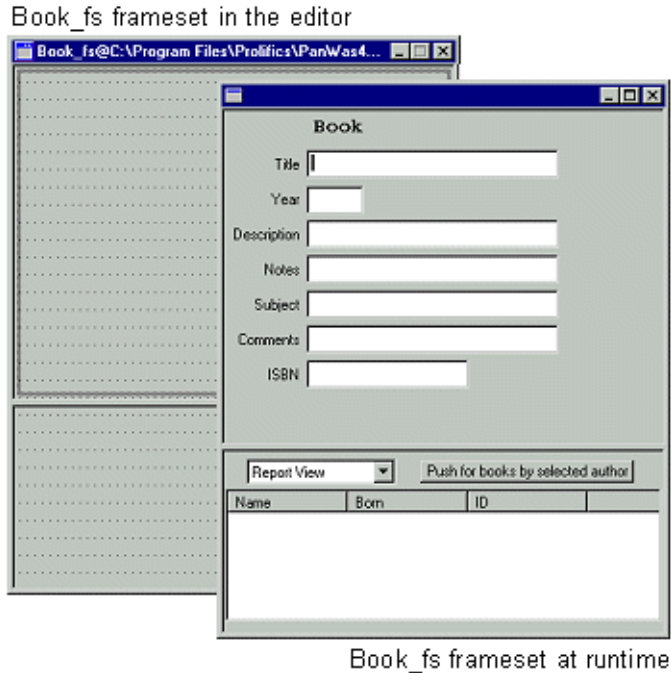 Book_fs frameset in the editor
Book_fs@C:\Program Files\Prolifics\PanWas4...
Book
Title
Year
Description
Notes
Subject
Comments
ISBN
Report View Push for books by selected author
Name Born ID
Book_fs frameset at runtime